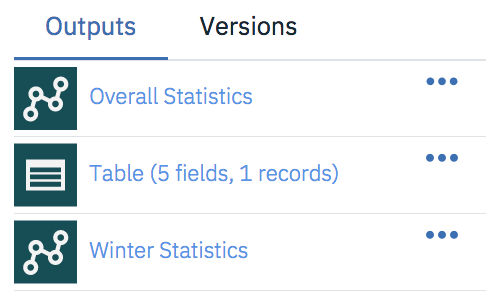 Outputs Versions
Overall Statistics
Table (5 fields, 1 records)
Winter Statistics